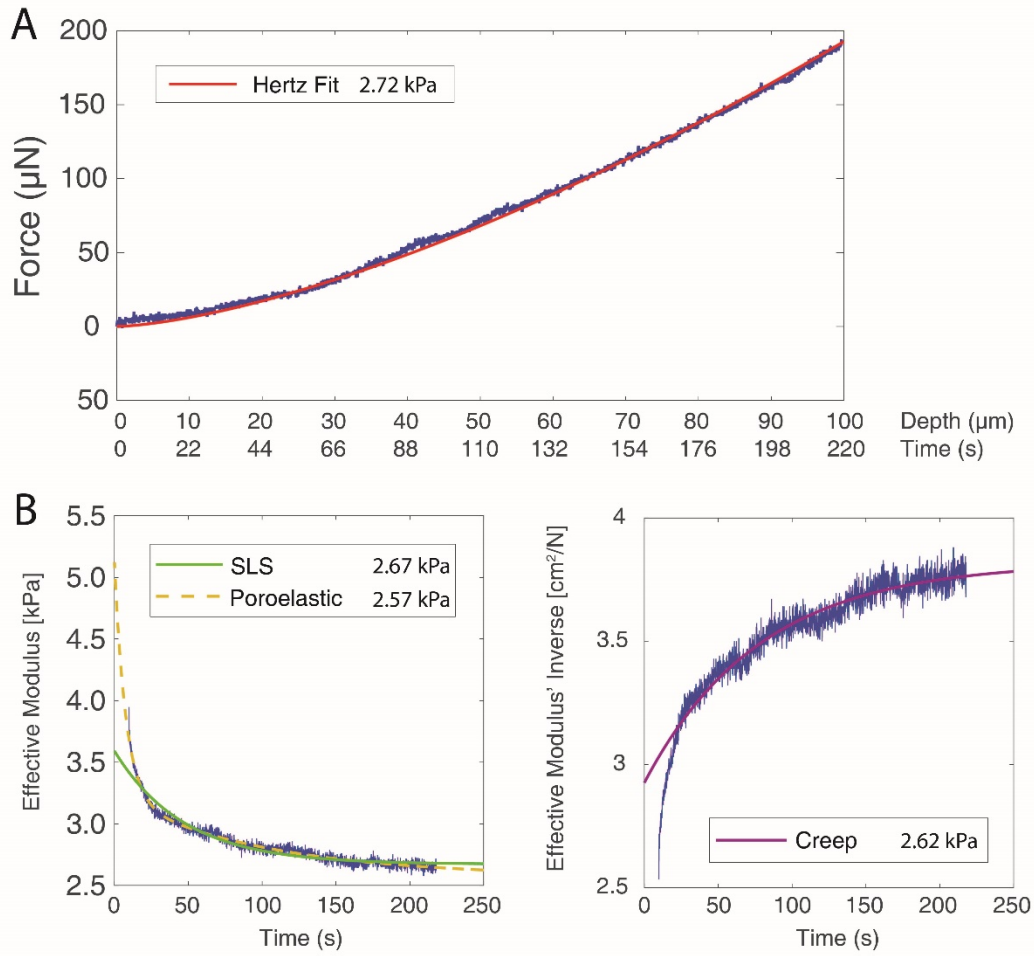 A
200
150
100
50
0
50
Force (µN)
Hertz Fit 2.72 kPa
0 10 20 30 40 50 60 70 80 90 100 Depth (µm)
0 22 44 66 88 110 132 154 176 198 220 Time (s)
B
5.5
5.0
4.5
4.0
3.5
3.0
2.5
Effective Modulus [kPa]
SLS 2.67 kPa
Poroelastic 2.57 kPa
0 50 100 150 200 250
Time (s)
4
3.5
3
2.5
Effective Modulus' Inverse [cm²/N]
Creep 2.62 kPa
0 50 100 150 200 250
Time (s)